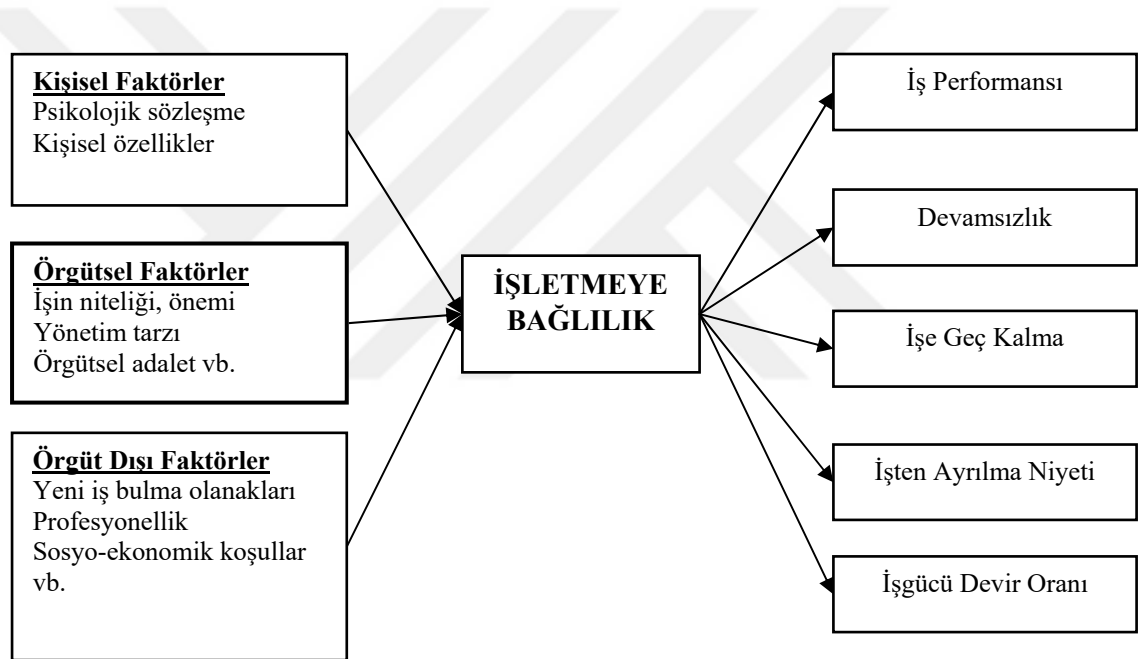 Kişisel Faktörler
Psikolojik sözleşme
Kişisel özellikler
Örgütsel Faktörler
İşin niteliği, önemi
Yönetim tarzı
Örgütsel adalet vb.
Örgüt Dışı Faktörler
Yeni iş bulma olanakları
Profesyonellik
Sosyo-ekonomik koşullar
vb.
İŞLETMEYE
BAĞLILIK
İş Performansı
Devamsızlık
İşe Geç Kalma
İşten Ayrılma Niyeti
İşgücü Devir Oranı